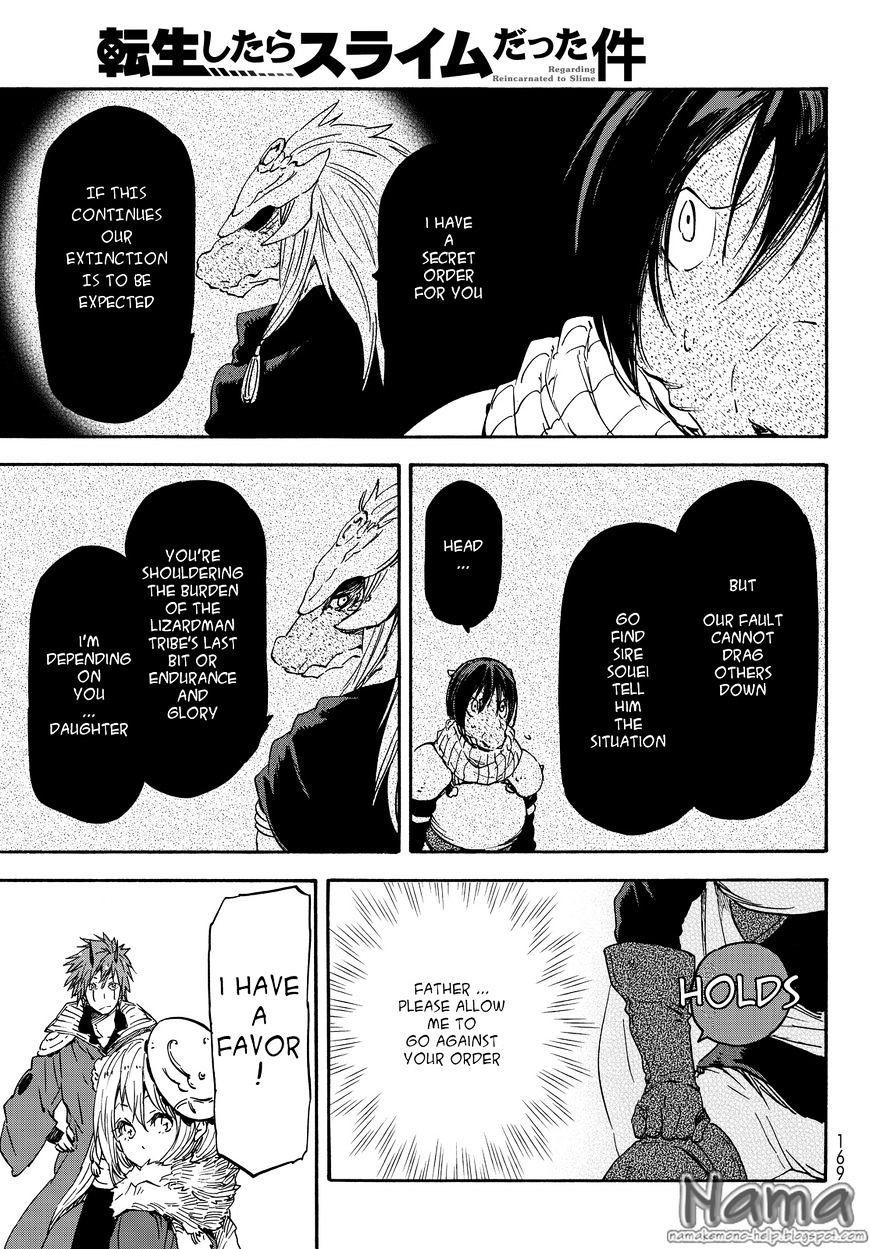 転生したらスライムだった件
Regarding
Reincarnated to Slime
I HAVE
A
SECRET
ORDER
FOR YOU
IF THIS
CONTINUES
OUR
EXTINCTION
IS TO BE
EXPECTED
BUT
OUR FAULT
CANNOT
DRAG
OTHERS
DOWN
GO
FIND
SIRE
SOUEI
TELL
HIM
THE
SITUATION
HEAD
...
YOU'RE
SHOULDERING
THE BURDEN
OF THE
LIZARDMAN
TRIBE'S LAST
BIT OR
ENDURANCE
AND
GLORY
I'M
DEPENDING
ON
YOU
...
DAUGHTER
HOLDS
FATHER ...
PLEASE ALLOW
ME TO
GO AGAINST
YOUR ORDER
I HAVE
A
FAVOR
!
169
Nama
namakemono-help.blogspot.com